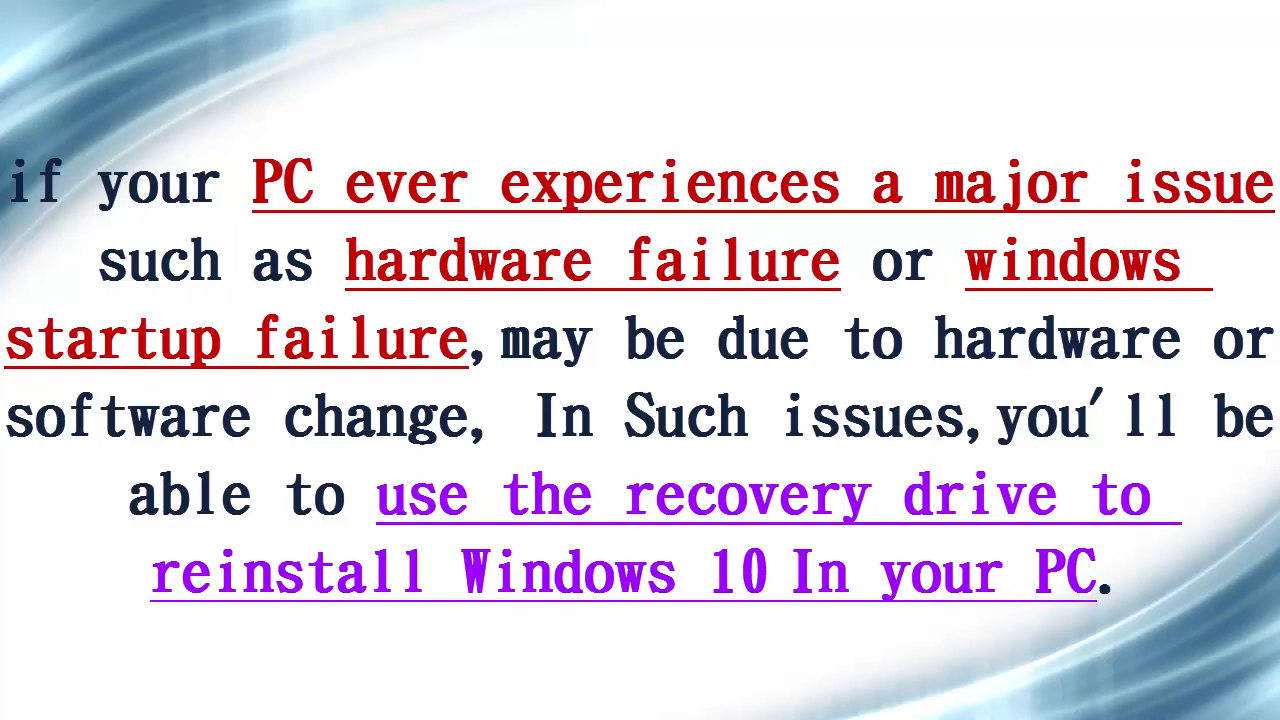 if your PC ever experiences a major issue
such as hardware failure or windows
startup failure,may be due to hardware or
software change, In Such issues,you'll be
able to use the recovery drive to
reinstall Windows 10 In your PC.